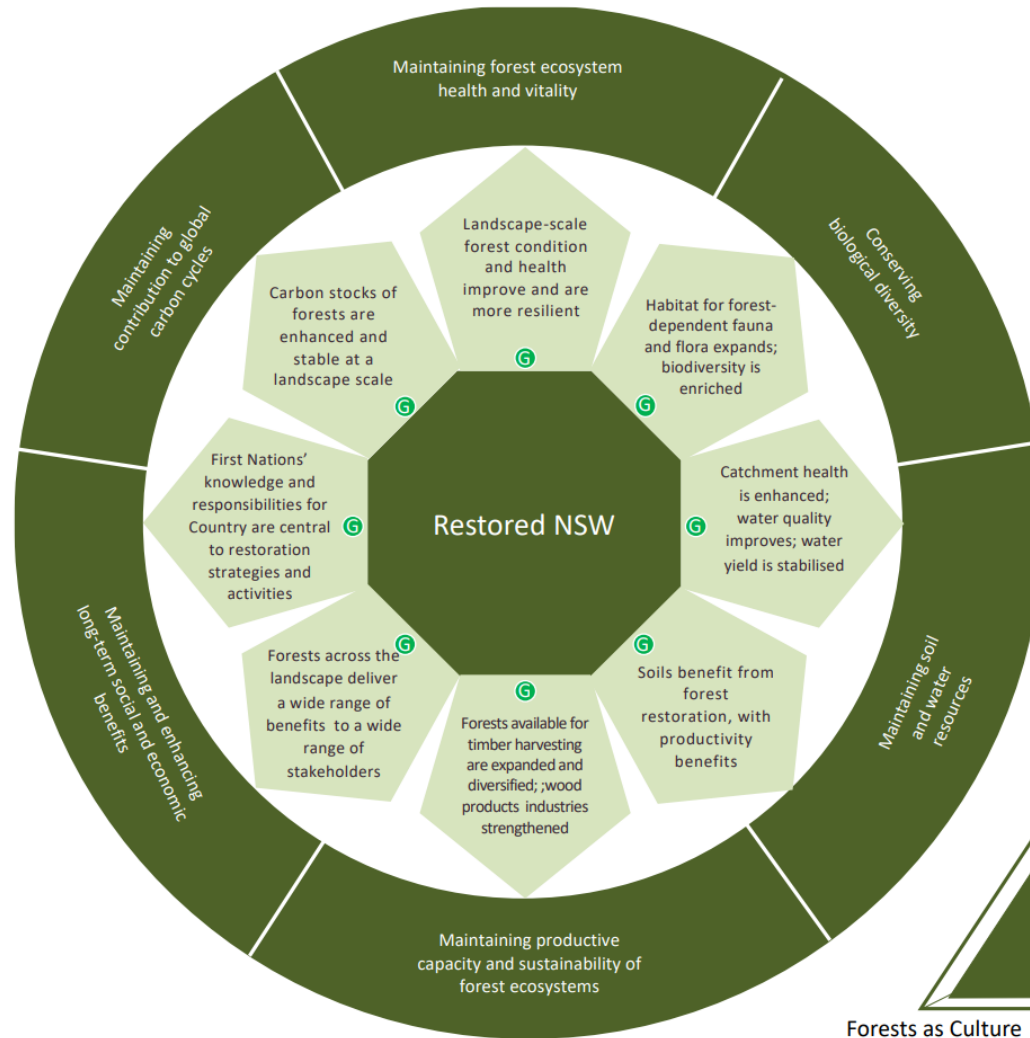 Maintaining forest ecosystem
health and vitality
Conserving
biological diversity
Maintaining soil
and water
resources
Maintaining productive
capacity and sustainability of
forest ecosystems
Maintaining and enhancing
long-term social and economic
benefits
Maintaining
contribution to global
carbon cycles
Landscape-scale
forest condition
and health
improve and are
more resilient
G
Habitat for forest-
dependent fauna
and flora expands;
biodiversity is
enriched
G
Catchment health
is enhanced;
water quality
improves; water
yield is stabilised
G
Soils benefit from
forest
restoration, with
productivity
benefits
G
Forests available for
timber harvesting
are expanded and
diversified; ;wood
products industries
strengthened
G
Forests across the
landscape deliver
a wide range of
benefits to a wide
range of
stakeholders
G
First Nations’
knowledge and
responsibilities for
Country are central
to restoration
strategies and
activities
G
Carbon stocks of
forests are
enhanced and
stable at a
landscape scale
G
Restored NSW
Forests as Culture